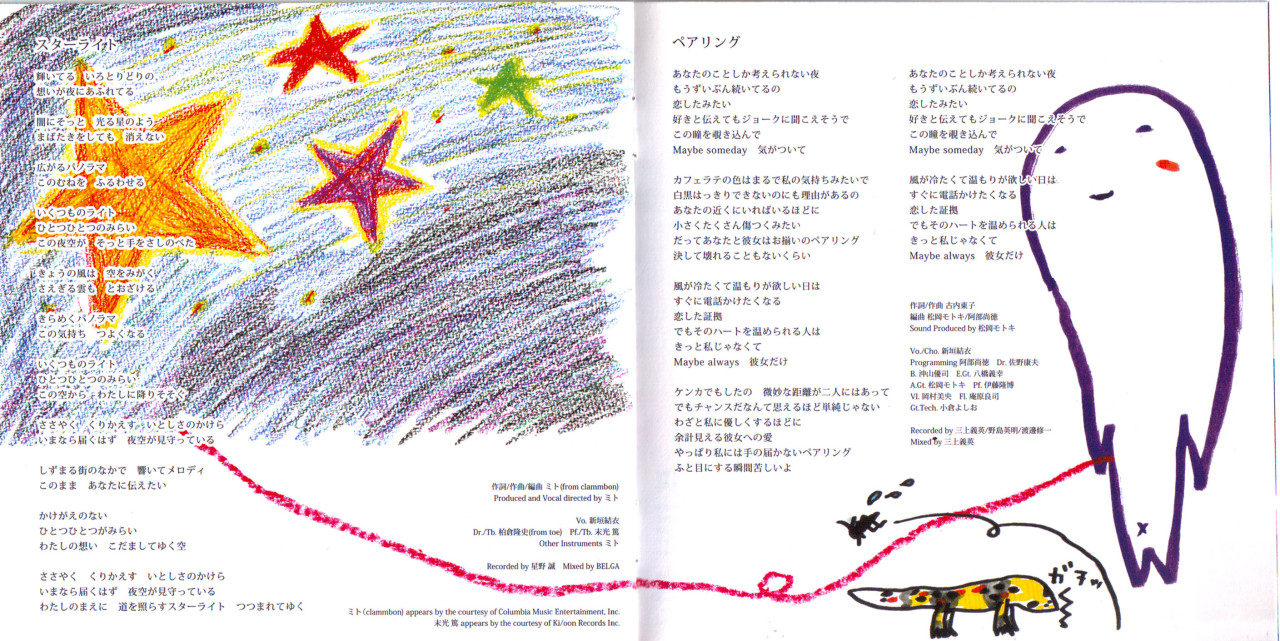 スターライト
輝いてる　いろとりどりの
想いが夜にあふれてる
闇にそっと　光る星のよう
まばたきをしても　消えない
広がるパノラマ
このむねを　ふるわせる
いくつものライト
ひとつひとつのみらい
この夜空が　そっと手をさしのべた
きょうの風は　空をみがく
さえぎる雲も　とおざける
きらめくパノラマ
この気持ち　つよくなる
いくつものライト
ひとつひとつのみらい
この空から　わたしに降りそそぐ
ささやく　くりかえす　いとしさのかけら
いまなら届くはず　夜空が見守っている
しずまる街のなかで　響いてメロディ
このまま　あなたに伝えたい
かけがえのない
ひとつひとつがみらい
わたしの想い　こだましてゆく空
ささやく　くりかえす　いとしさのかけら
いまなら届くはず　夜空が見守っている
わたしのまえに　道を照らすスターライト　つつまれてゆく
作詞/作曲/編曲 ミト(from clammbon)
Produced and Vocal directed by ミト
Vo. 新垣結衣
Dr./Tb. 柏倉隆史(from toe)　Pf./Tb. 末光 篤
Other Instruments ミト
Recorded by 星野 誠　Mixed by BELGA
ミト (clammbon) appears by the courtesy of Columbia Music Entertainment, Inc.
末光 篤 appears by the courtesy of Ki/oon Records Inc.
ペアリング
あなたのことしか考えられない夜
もうずいぶん続いてるの
恋したみたい
好きと伝えてもジョークに聞こえそうで
この瞳を覗き込んで
Maybe someday　気がついて
カフェラテの色はまるで私の気持ちみたいで
白黒はっきりできないのにも理由があるの
あなたの近くにいればいるほどに
小さくたくさん傷つくみたい
だってあなたと彼女はお揃いのペアリング
決して壊れることもないくらい
風が冷たくて温もりが欲しい日は
すぐに電話かけたくなる
恋した証拠
でもそのハートを温められる人は
きっと私じゃなくて
Maybe always　彼女だけ
ケンカでもしたの　微妙な距離が二人にはあって
でもチャンスだなんて思えるほど単純じゃない
わざと私に優しくするほどに
余計見える彼女への愛
やっぱり私には手の届かないペアリング
ふと目にする瞬間苦しいよ
あなたのことしか考えられない夜
もうずいぶん続いてるの
恋したみたい
好きと伝えてもジョークに聞こえそうで
この瞳を覗き込んで
Maybe someday　気がついて
風が冷たくて温もりが欲しい日は
すぐに電話かけたくなる
恋した証拠
でもそのハートを温められる人は
きっと私じゃなくて
Maybe always　彼女だけ
作詞/作曲 古内東子
編曲 松岡モトキ/阿部尚徳
Sound Produced by 松岡モトキ
Vo./Cho. 新垣結衣
Programming 阿部尚徳　Dr. 佐野康夫
B. 沖山優司　E.Gt. 八橋義幸
A.Gt. 松岡モトキ　Pf. 伊藤隆博
Vl. 岡村美央　Fl. 庵原良司
Gt.Tech. 小倉よしお
Recorded by 三上義英/野島英明/渡邊修一
Mixed by 三上義英
ガチッ